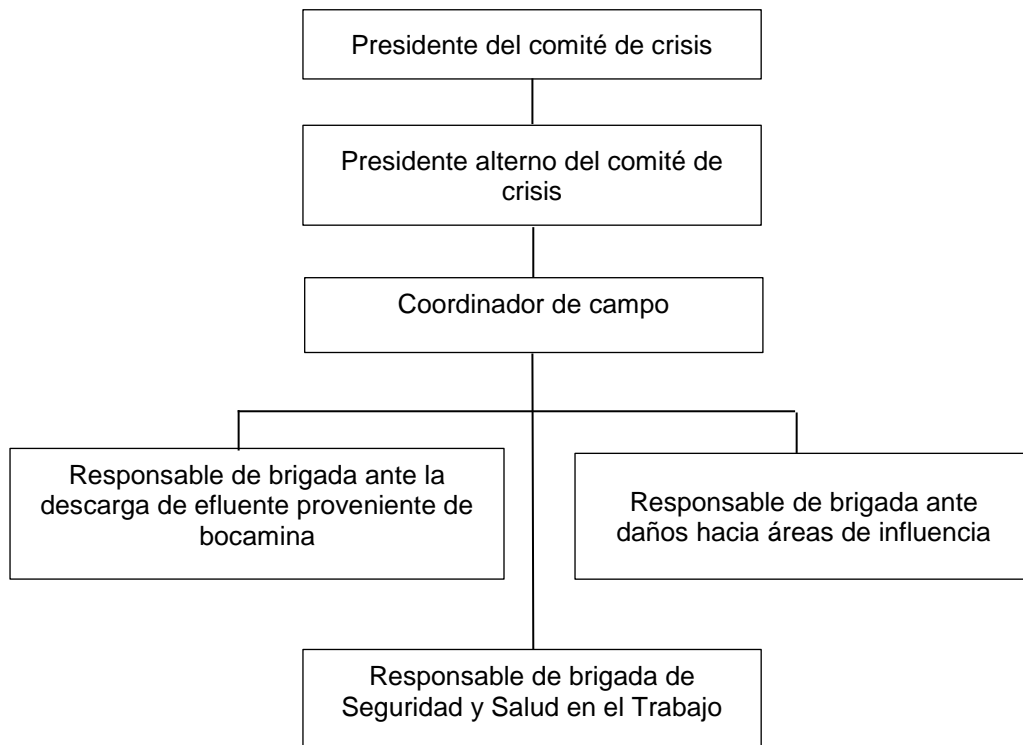 Presidente del comité de crisis
Presidente alterno del comité de
crisis
Coordinador de campo
Responsable de brigada ante la
descarga de efluente proveniente de
bocamina
Responsable de brigada ante
daños hacia áreas de influencia
Responsable de brigada de
Seguridad y Salud en el Trabajo